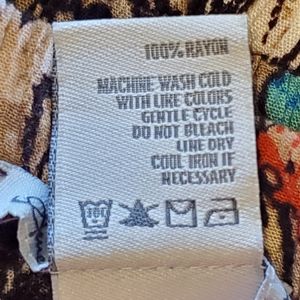 100% RAYON
MACHINE WASH COLD
WITH LIKE COLORS
GENTLE CYCLE
DO NOT BLEACH
LINE DRY
COOL IRON IF
NECESSARY